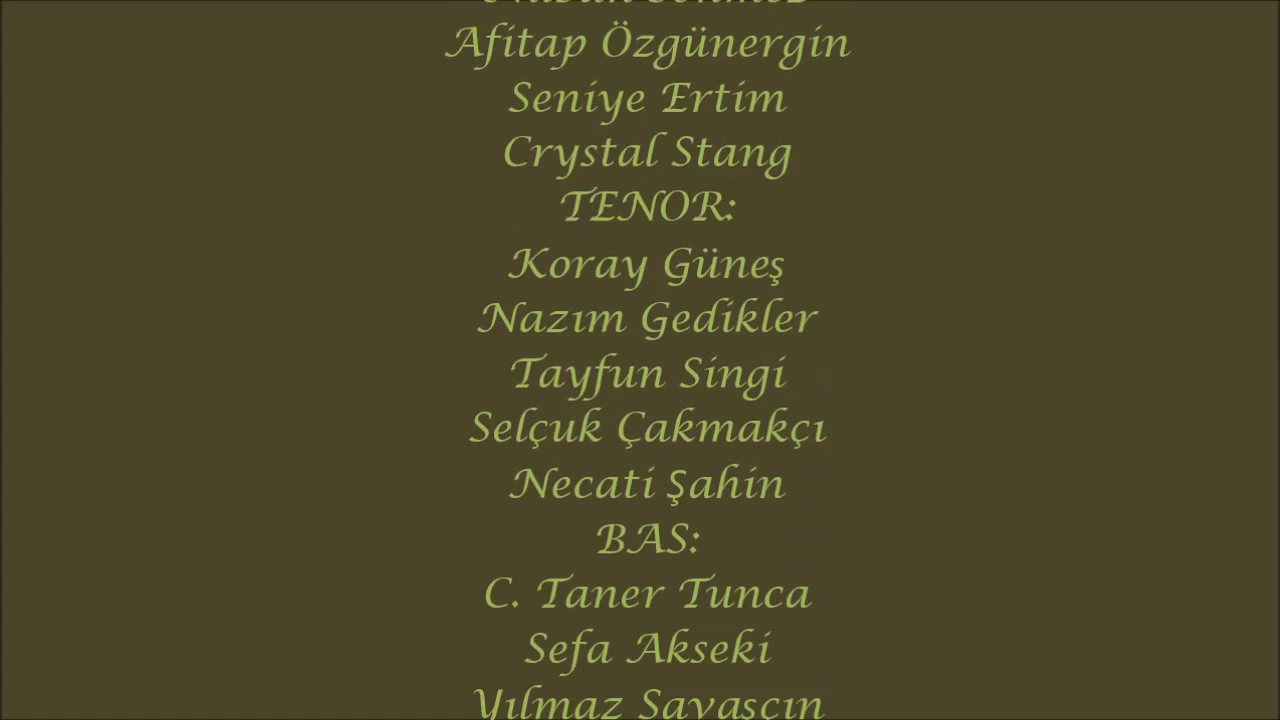 Afitap Özgünergin
Seniye Ertim
Crystal Stang
TENOR:
Koray Güneş
Nazım Gedikler
Tayfun Singi
Selçuk Çakmakçı
Necati Şahin
BAS:
C. Taner Tunca
Sefa Akseki
Yılmaz Savaşçın